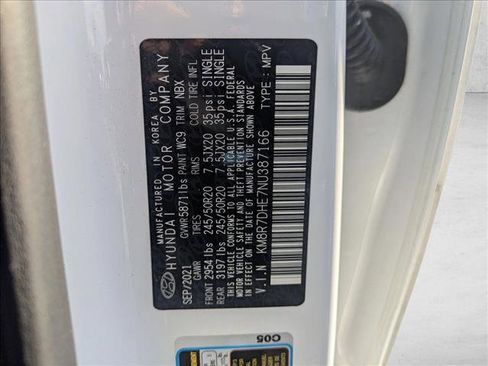 MANUFACTURED IN KOREA BY
HYUNDAI MOTOR COMPANY
SEP/2021 GVWR 5871lbs PAINT WC9 TRIM NBX
GAWR TIRES RIMS COLD TIRE INFL
FRONT 2954lbs 245/50R20 7.5JX20 35psi SINGLE
REAR 3197lbs 245/50R20 7.5JX20 35psi SINGLE
THIS VEHICLE CONFORMS TO ALL APPLICABLE U.S.A. FEDERAL
MOTOR VEHICLE SAFETY AND THEFT PREVENTION STANDARDS
IN EFFECT ON THE DATE OF MANUFACTURE SHOWN ABOVE.
V.I.N KM8R7DHE7NU387166 TYPE: MPV
C05